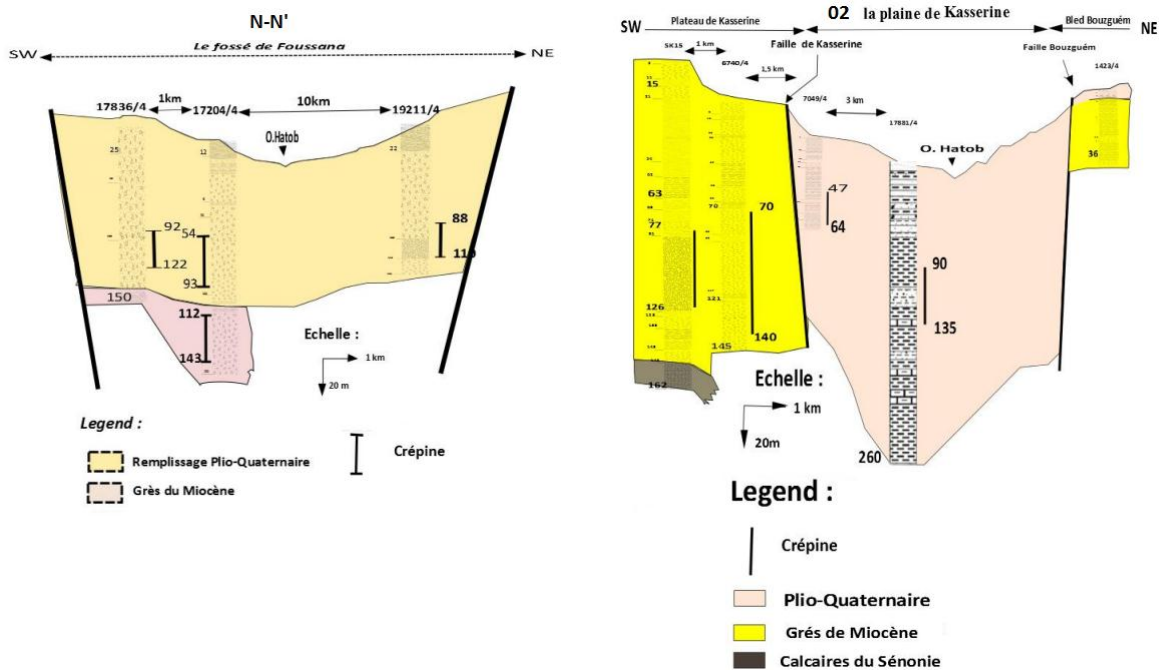 N-N'
SW
Le fossé de Foussana
NE
17836/4
1km
17204/4
10km
19211/4
O.Hatob
25
12
22
92
54
122
93
88
110
150
112
143
Echelle :
1 km
20 m
Legend :
Remplissage Plio-Quaternaire
Grès du Miocène
Crépine
02
SW
Plateau de Kasserine
la plaine de Kasserine
Bled Bouzguém
NE
SK15
1 km
6740/4
1,5 km
Faille de Kasserine
Faille Bouzguém
7049/4
3 km
17881/4
1423/4
O. Hatob
15
63
77
126
162
70
121
145
70
140
47
64
90
135
260
36
Echelle :
1 km
20m
Legend :
Crépine
Plio-Quaternaire
Grés de Miocène
Calcaires du Sénonie